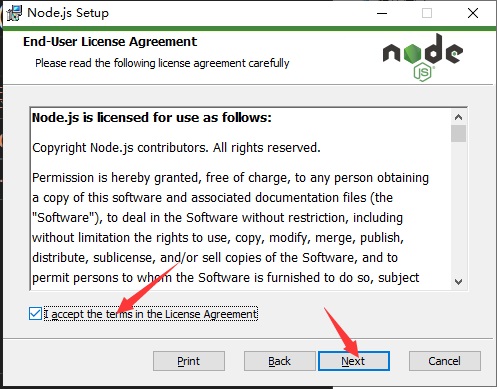 Node.js Setup
End-User License Agreement
Please read the following license agreement carefully
node
JS
Node.js is licensed for use as follows:
Copyright Node.js contributors. All rights reserved.
Permission is hereby granted, free of charge, to any person obtaining
a copy of this software and associated documentation files (the
"Software"), to deal in the Software without restriction, including
without limitation the rights to use, copy, modify, merge, publish,
distribute, sublicense, and/or sell copies of the Software, and to
permit persons to whom the Software is furnished to do so, subject
I accept the terms in the License Agreement
Print Back Next Cancel